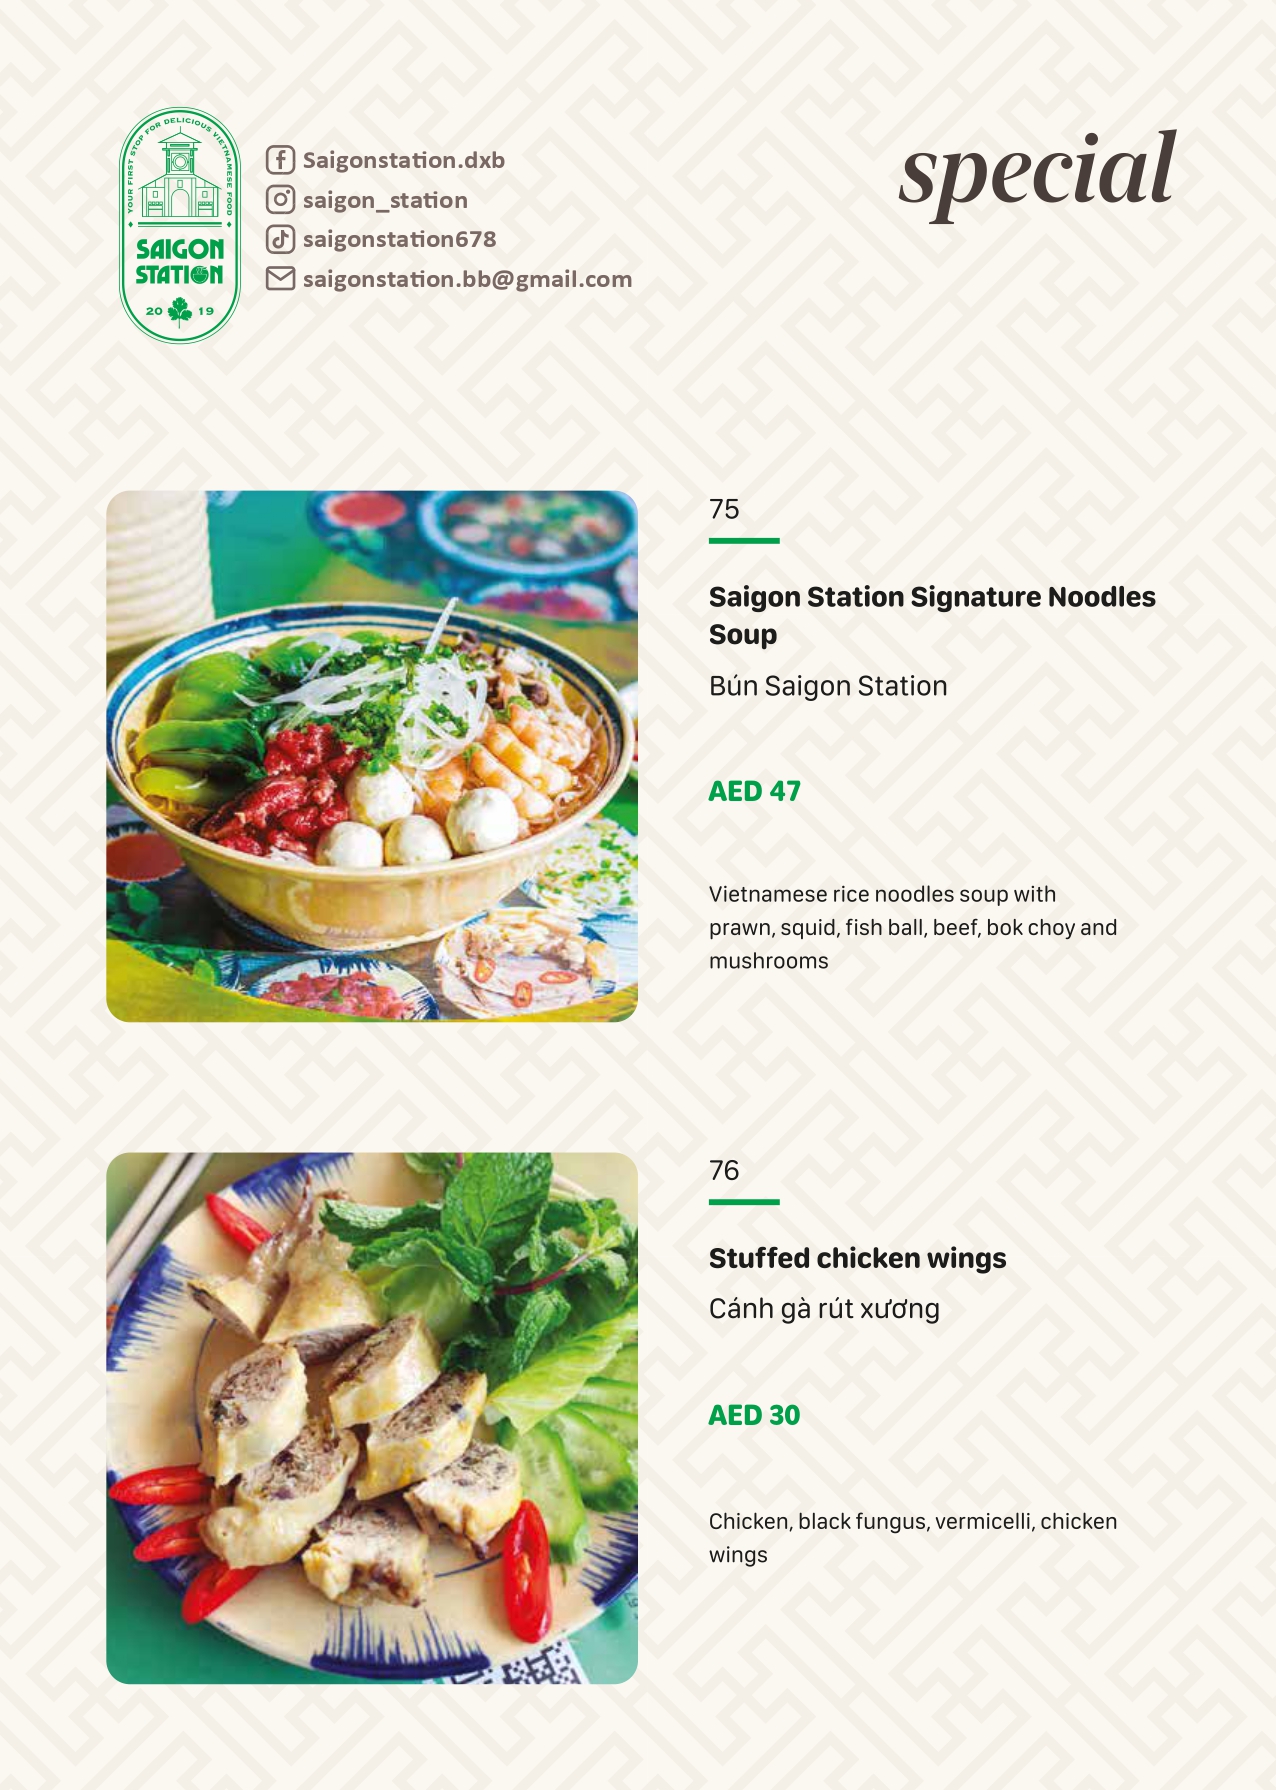 YOUR FIRST STOP FOR DELICIOUS VIETNAMESE FOOD
SAIGON
STATION
20 19
Saigonstation.dxb
saigon_station
saigonstation678
saigonstation.bb@gmail.com
special
75
Saigon Station Signature Noodles
Soup
Bún Saigon Station
AED 47
Vietnamese rice noodles soup with
prawn, squid, fish ball, beef, bok choy and
mushrooms
76
Stuffed chicken wings
Cánh gà rút xương
AED 30
Chicken, black fungus, vermicelli, chicken
wings